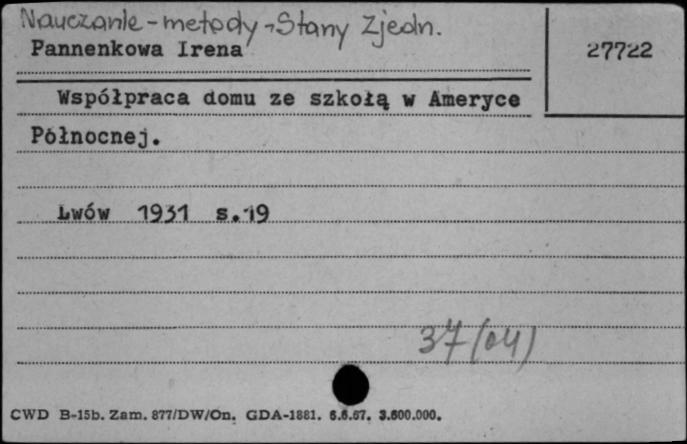 Nauczanie - metody - Stany Zjedn.
Pannenkowa Irena
27722
Współpraca domu ze szkołą w Ameryce
Północnej.
Lwów 1931 s.19
37(04)
CWD B-15b. Zam. 877/DW/On. GDA-1881. 6.6.67. 3.600.000.